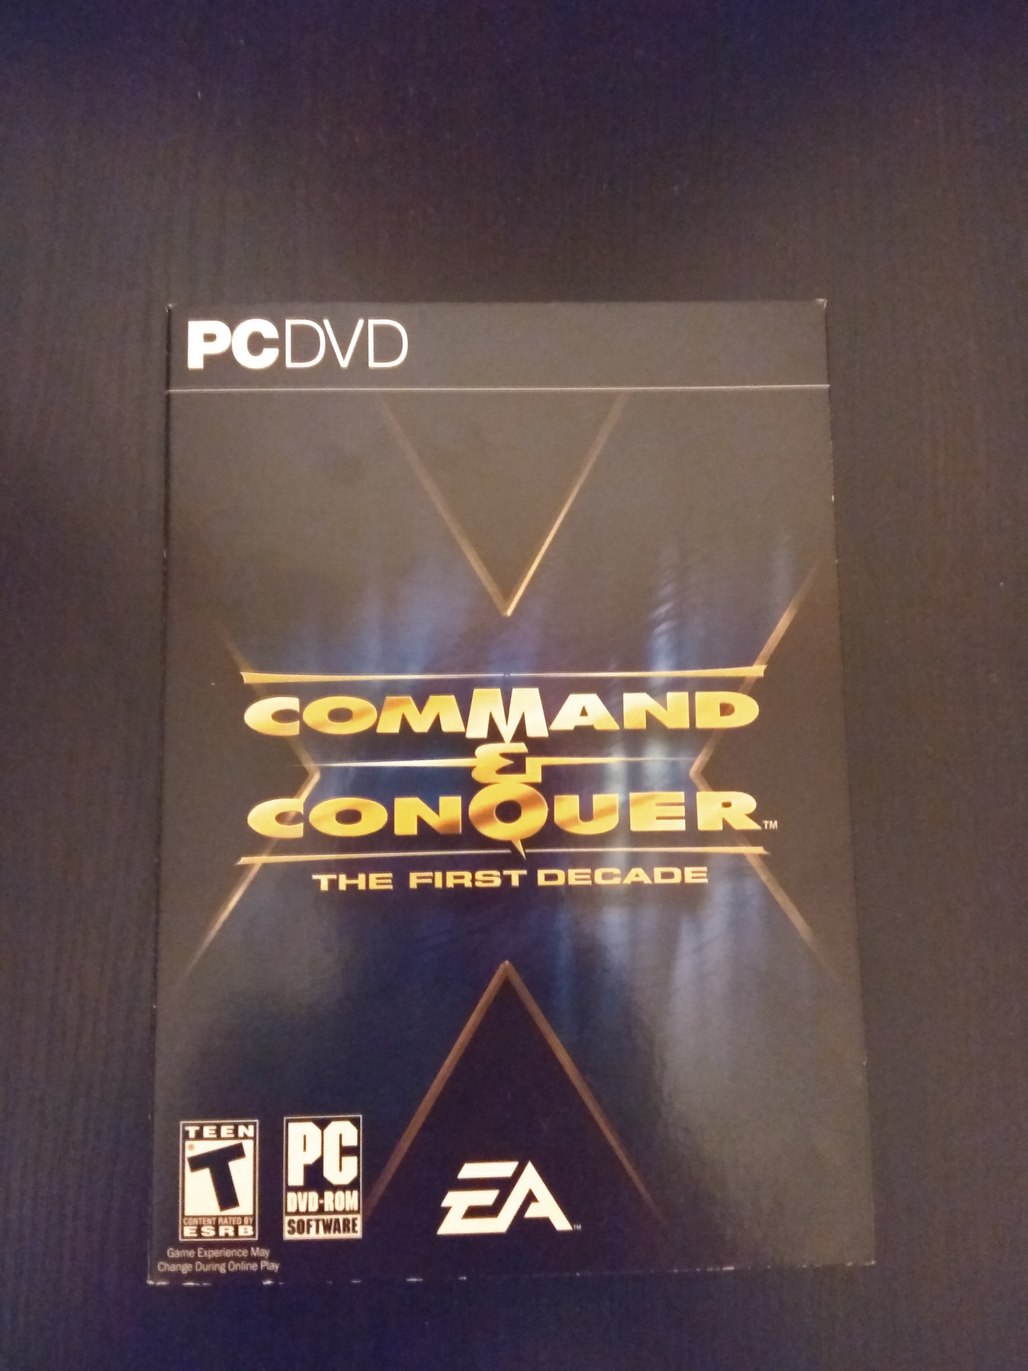 PCDVD
COMMAND
&
CONQUER™
THE FIRST DECADE
TEEN
T
CONTENT RATED BY
ESRB
PC
DVD-ROM
SOFTWARE
EA™
Game Experience May
Change During Online Play